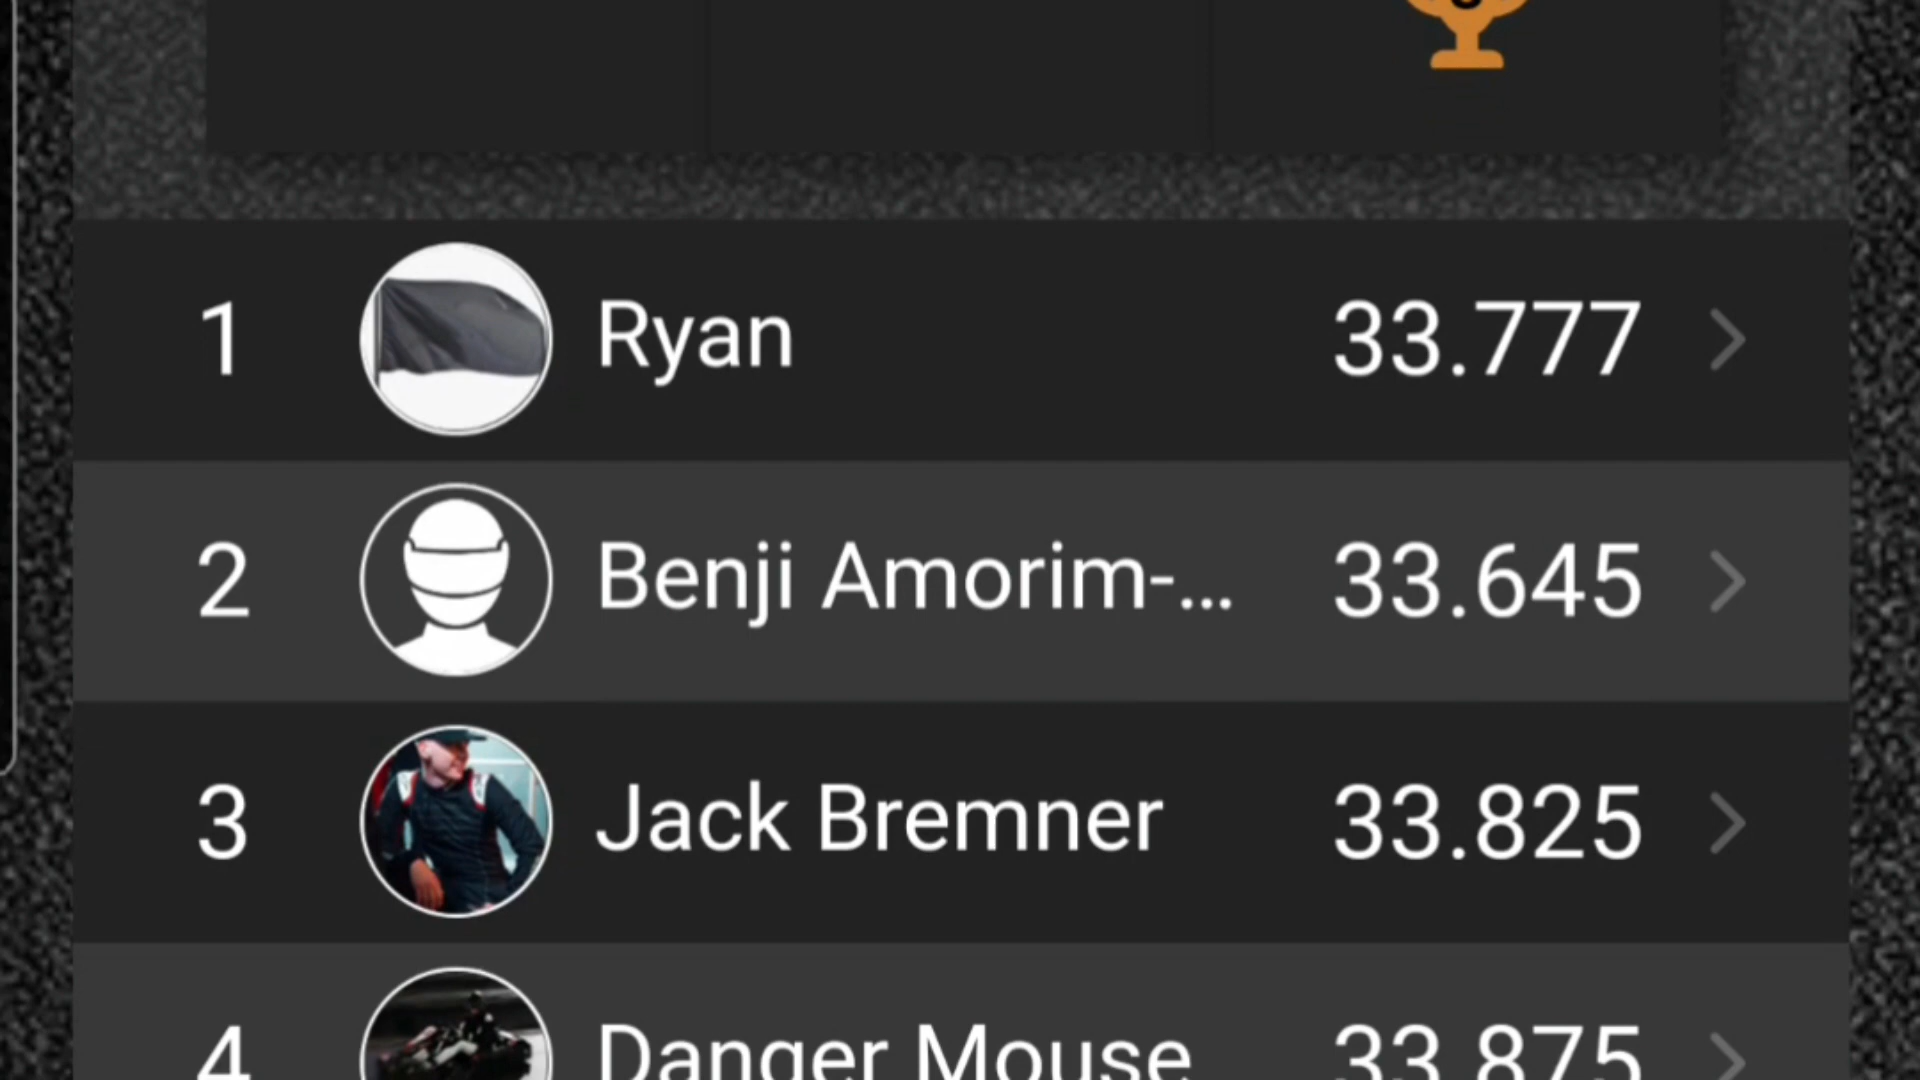 1 Ryan 33.777
2 Benji Amorim-... 33.645
3 Jack Bremner 33.825
4 Danger Mouse 33.875